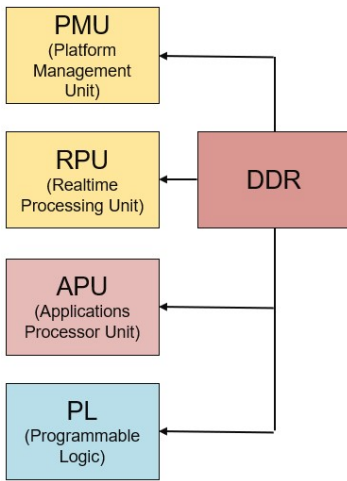 PMU
(Platform
Management
Unit)
RPU
(Realtime
Processing Unit)
DDR
APU
(Applications
Processor Unit)
PL
(Programmable
Logic)